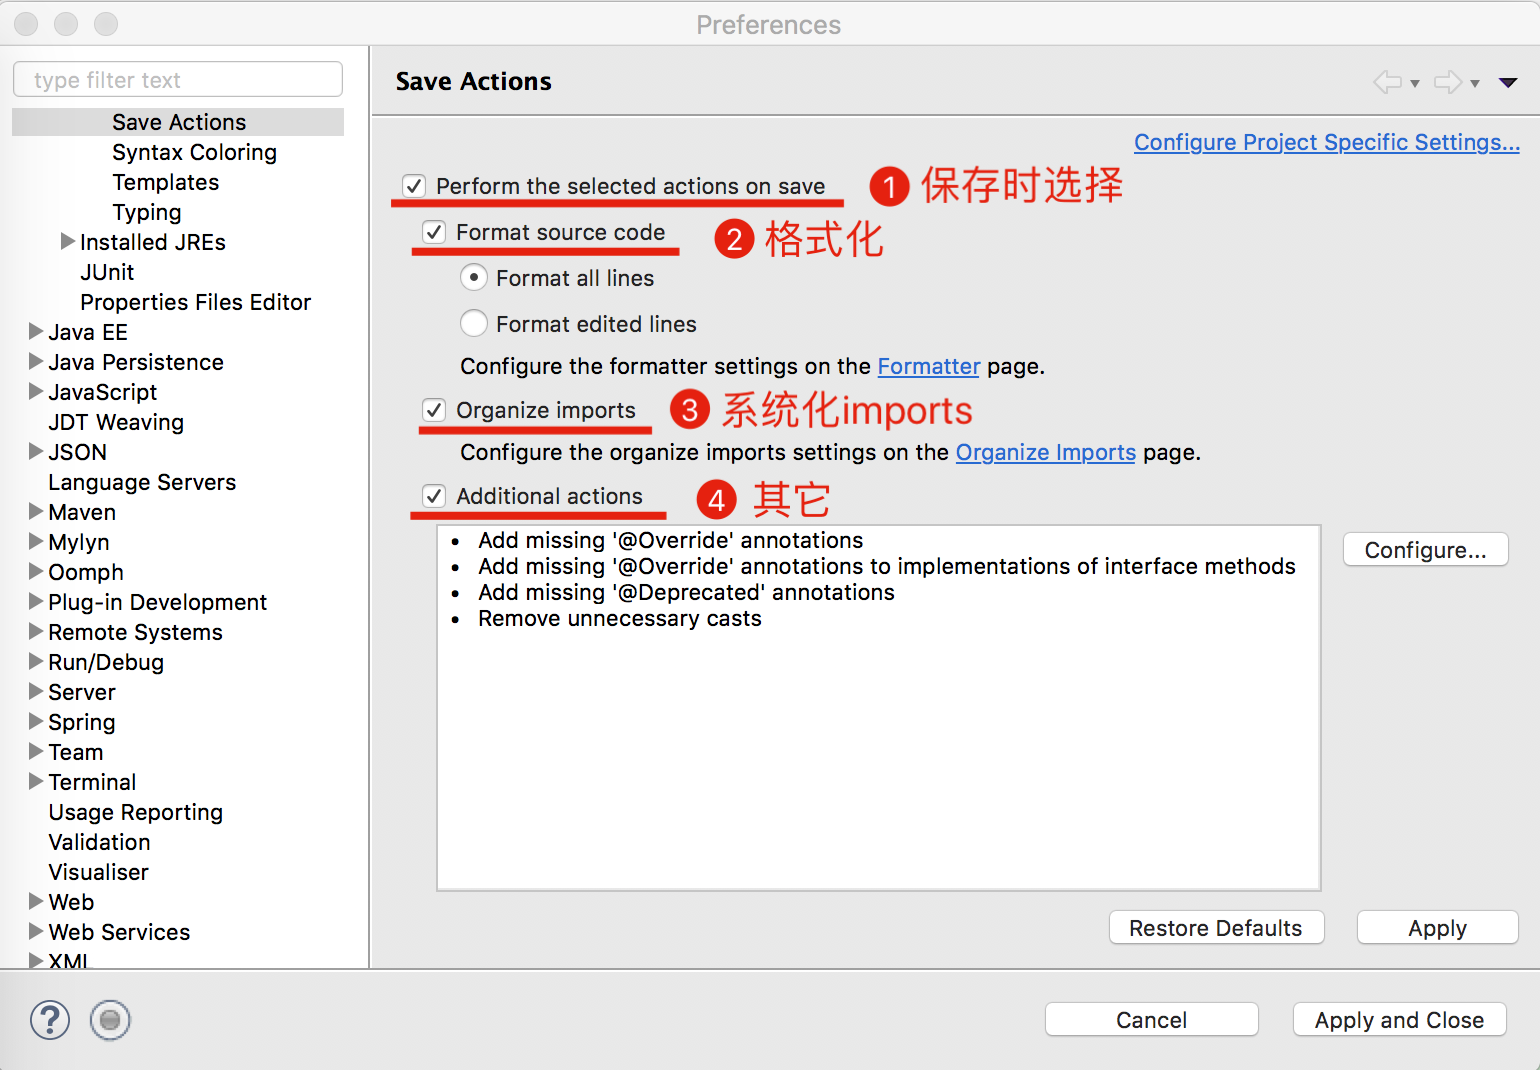 Preferences
type filter text
Save Actions
Syntax Coloring
Templates
Typing
Installed JREs
JUnit
Properties Files Editor
Java EE
Java Persistence
JavaScript
JDT Weaving
JSON
Language Servers
Maven
Mylyn
Oomph
Plug-in Development
Remote Systems
Run/Debug
Server
Spring
Team
Terminal
Usage Reporting
Validation
Visualiser
Web
Web Services
XML
Save Actions
Configure Project Specific Settings...
Perform the selected actions on save ❶ 保存时选择
Format source code ❷ 格式化
Format all lines
Format edited lines
Configure the formatter settings on the Formatter page.
Organize imports ❸ 系统化imports
Configure the organize imports settings on the Organize Imports page.
Additional actions ❹ 其它
• Add missing '@Override' annotations
• Add missing '@Override' annotations to implementations of interface methods
• Add missing '@Deprecated' annotations
• Remove unnecessary casts
Configure...
Restore Defaults
Apply
?
Cancel
Apply and Close